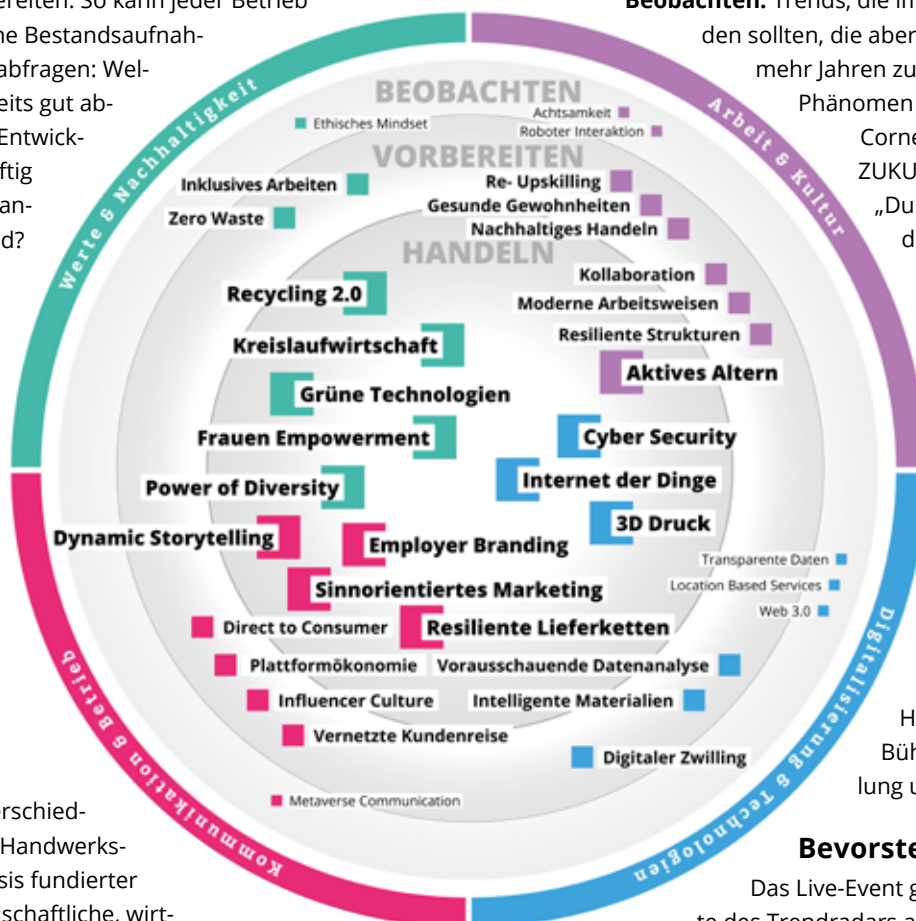 ereiten. So kann jeder Betrieb
ne Bestandsaufnah-
abfragen: Wel-
eits gut ab-
Entwick-
ftig
an-
d?
Beobachten. Trends, die im
den sollten, die aber
mehr Jahren zu
Phänomen
Corne
ZUKU
„Du
d
Werte & Nachhaltigkeit
Arbeit & Kultur
BEOBACHTEN
Ethisches Mindset
Achtsamkeit
Roboter Interaktion
VORBEREITEN
Inklusives Arbeiten
Zero Waste
Re- Upskilling
Gesunde Gewohnheiten
Nachhaltiges Handeln
HANDELN
Kollaboration
Moderne Arbeitsweisen
Resiliente Strukturen
Aktives Altern
Recycling 2.0
Kreislaufwirtschaft
Grüne Technologien
Frauen Empowerment
Power of Diversity
Cyber Security
Internet der Dinge
3D Druck
Transparente Daten
Location Based Services
Web 3.0
Dynamic Storytelling
Employer Branding
Sinnorientiertes Marketing
Resiliente Lieferketten
Direct to Consumer
Plattformökonomie
Influencer Culture
Vernetzte Kundenreise
Metaverse Communication
Vorausschauende Datenanalyse
Intelligente Materialien
Digitaler Zwilling
Kommunikation & Betrieb
Digitalisierung & Technologien
erschied-
Handwerks-
sis fundierter
lschaftliche, wirt-
H
Büh
lung u
Bevorste
Das Live-Event g
te des Trendradars a